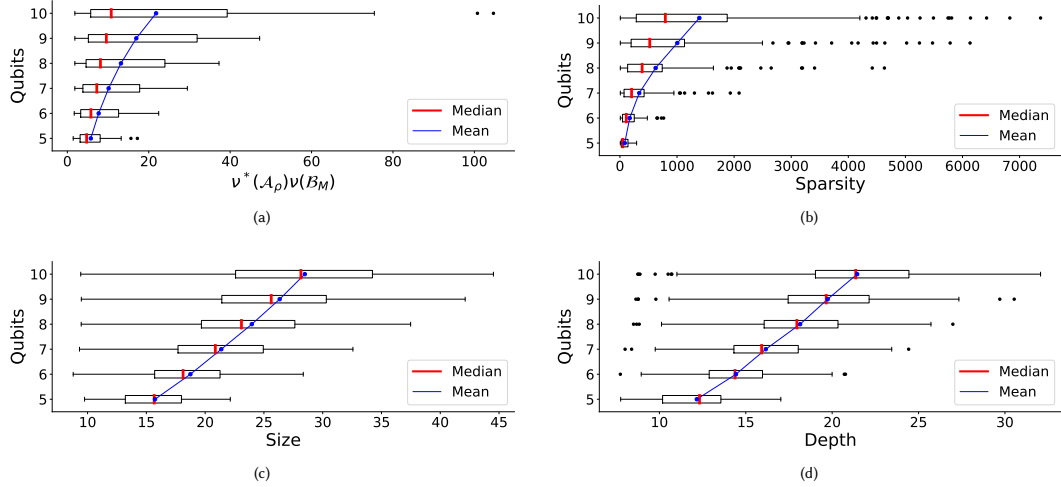 10
9
8
7
6
5
Qubits
Median
Mean
0 20 40 60 80 100
ν*(𝒜ρ)ν(ℬM)
(a)
10
9
8
7
6
5
Qubits
Median
Mean
0 1000 2000 3000 4000 5000 6000 7000
Sparsity
(b)
10
9
8
7
6
5
Qubits
Median
Mean
10 15 20 25 30 35 40 45
Size
(c)
10
9
8
7
6
5
Qubits
Median
Mean
10 15 20 25 30
Depth
(d)